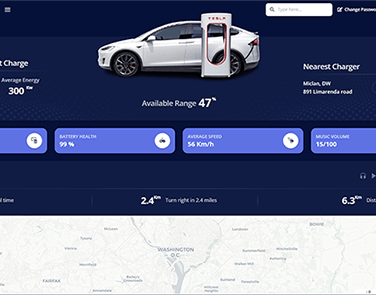 Type here...
Change Passwo
TESLA
t Charge
Average Energy
300 Kw
Nearest Charger
Miclan, DW
891 Limarenda road
Available Range 47 %
BATTERY HEALTH
99 %
AVERAGE SPEED
56 Km/h
MUSIC VOLUME
15/100
l time
2.4 Km
Turn right in 2.4 miles
6.3 Km
Dist
WASHINGTON
D.C.
FAIRFAX
BOWIE